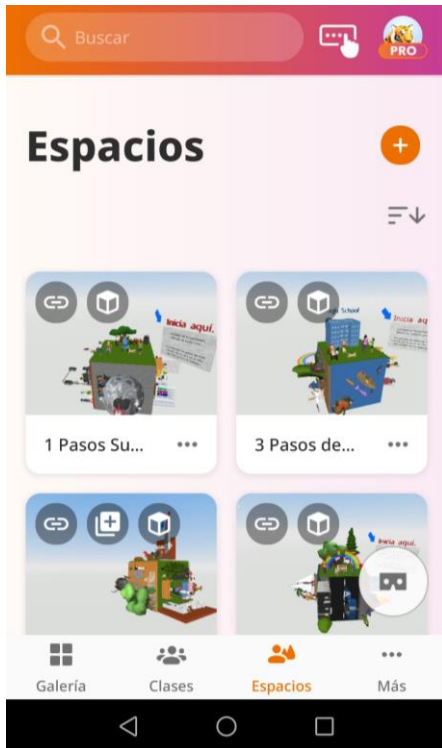 Buscar
PRO
Espacios
Inicia aquí.
School
Inicia aq
1 Pasos Su...
3 Pasos de...
Inicia aquí.
Galería
Clases
Espacios
Más